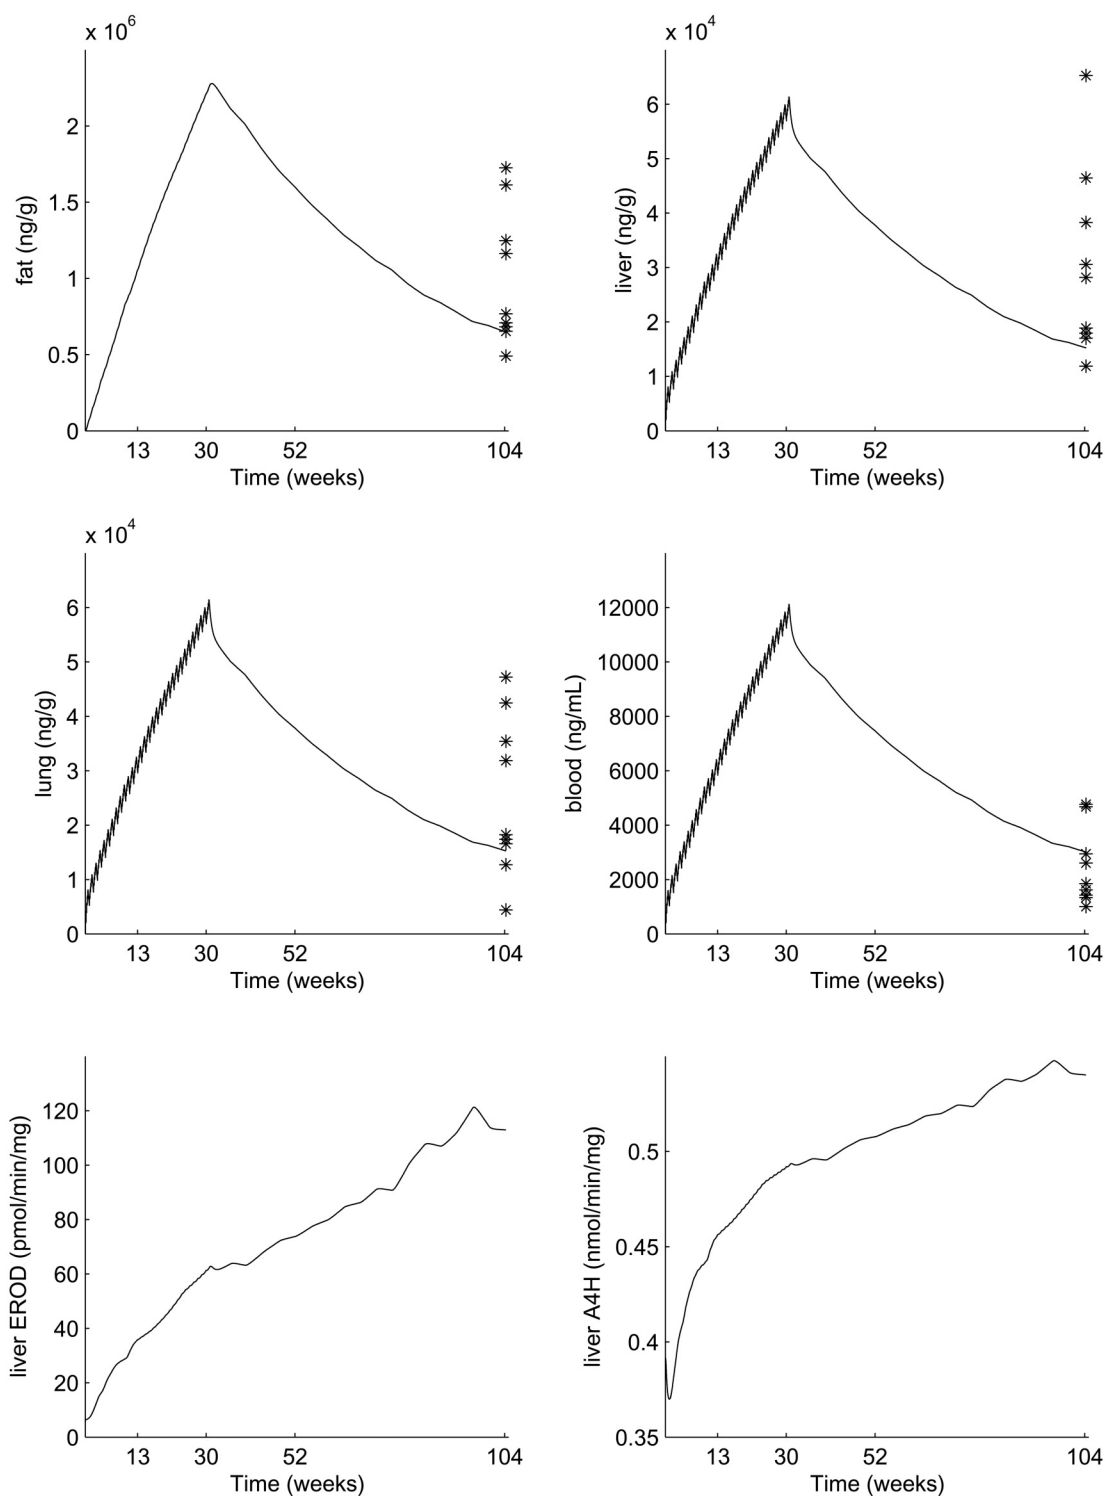 x 10^6
fat (ng/g)
2
1.5
1
0.5
0
13 30 52 104
Time (weeks)
x 10^4
liver (ng/g)
6
5
4
3
2
1
0
13 30 52 104
Time (weeks)
x 10^4
lung (ng/g)
6
5
4
3
2
1
0
13 30 52 104
Time (weeks)
blood (ng/mL)
12000
10000
8000
6000
4000
2000
0
13 30 52 104
Time (weeks)
liver EROD (pmol/min/mg)
120
100
80
60
40
20
0
13 30 52 104
Time (weeks)
liver A4H (nmol/min/mg)
0.5
0.45
0.4
0.35
13 30 52 104
Time (weeks)